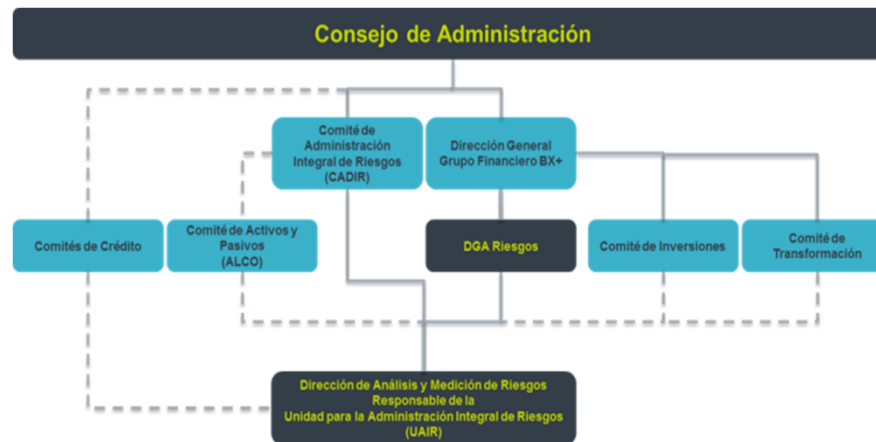 Consejo de Administración
Comité de
Administración
Integral de Riesgos
(CADIR)
Dirección General
Grupo Financiero BX+
Comités de Crédito
Comité de Activos y
Pasivos
(ALCO)
DGA Riesgos
Comité de Inversiones
Comité de
Transformación
Dirección de Análisis y Medición de Riesgos
Responsable de la
Unidad para la Administración Integral de Riesgos
(UAIR)